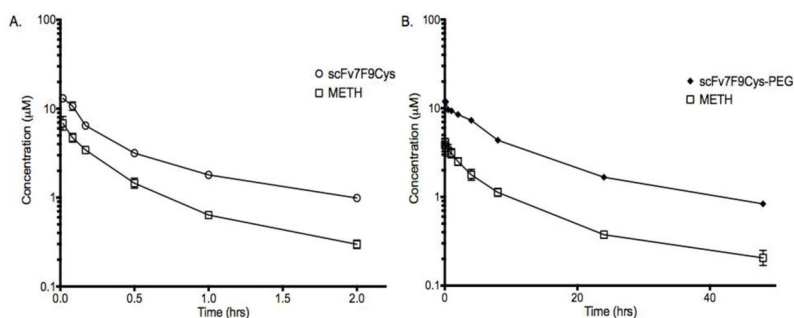 A.
Concentration (µM)
100
10
1
0.1
0.0
0.5
1.0
1.5
2.0
Time (hrs)
scFv7F9Cys
METH
B.
Concentration (µM)
100
10
1
0.1
0
20
40
Time (hrs)
scFv7F9Cys-PEG
METH